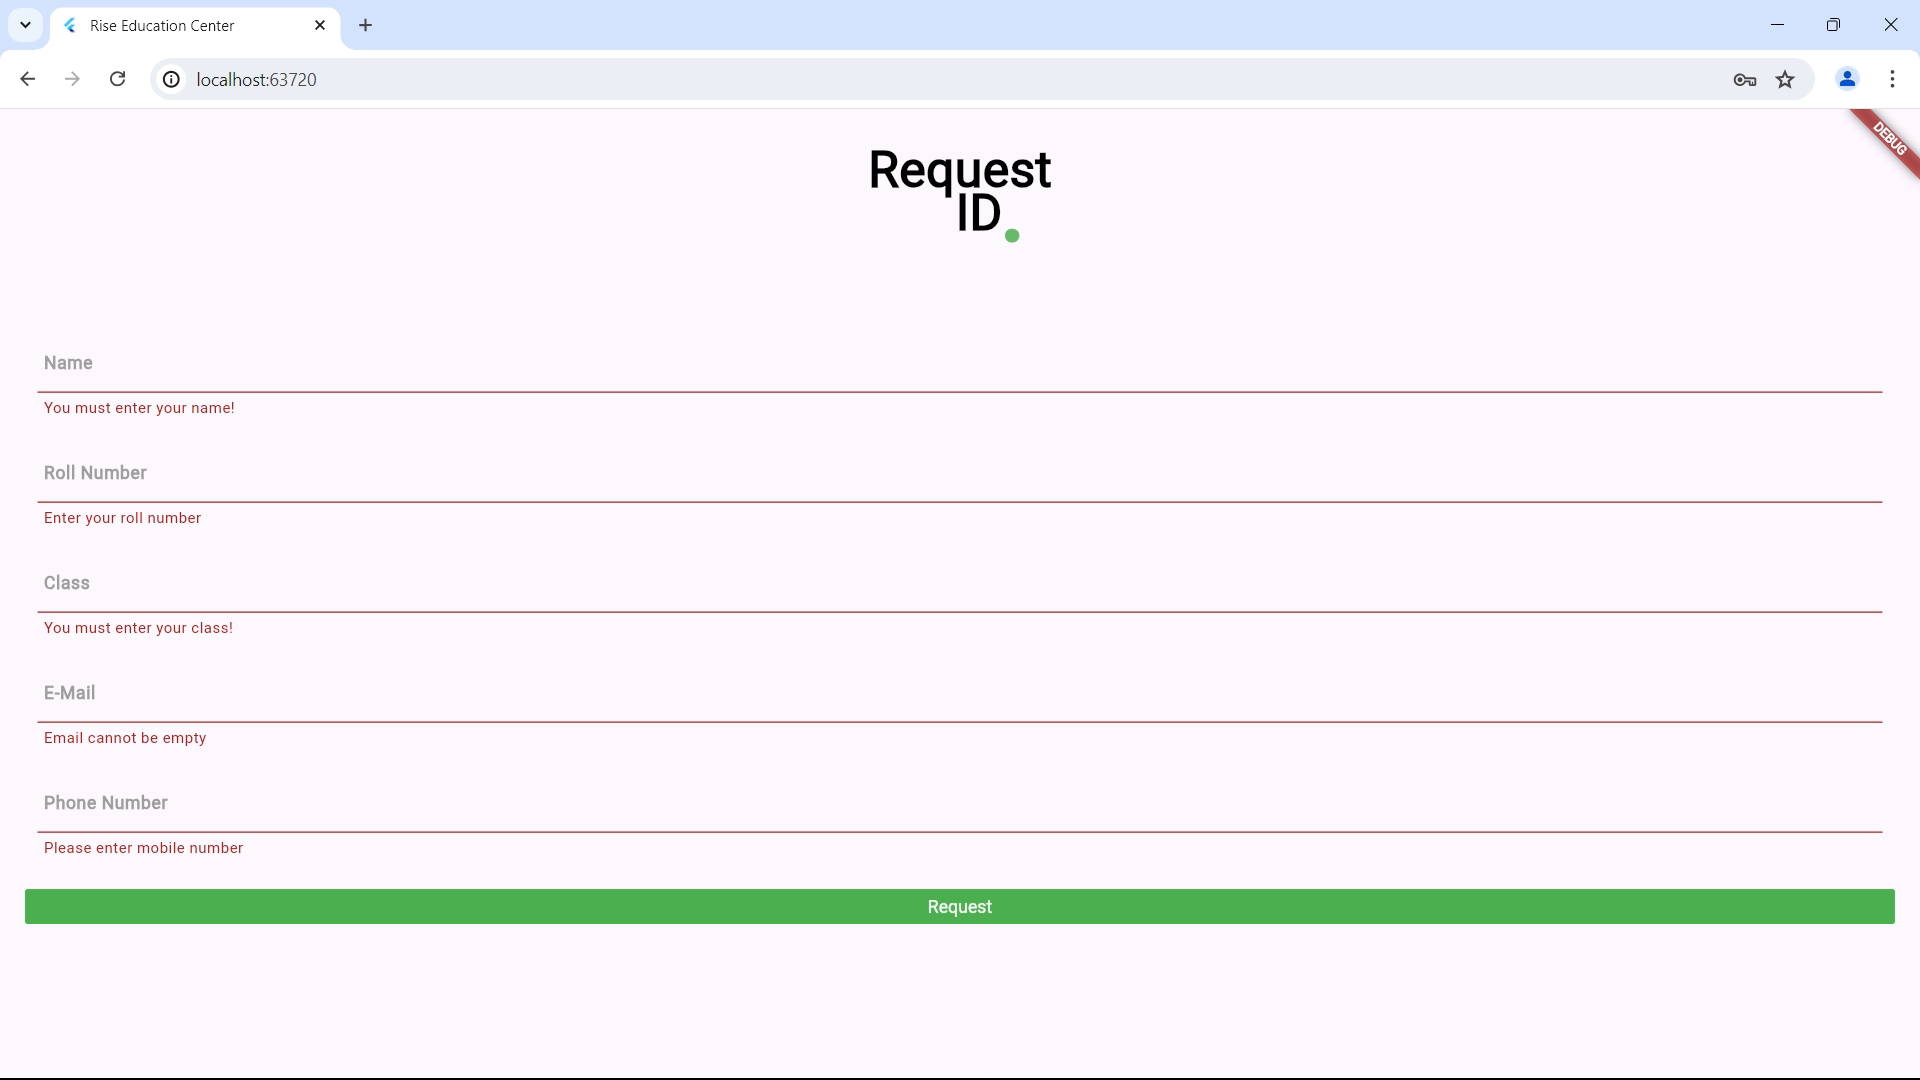 Rise Education Center
localhost:63720
DEBUG
Request
ID
Name
You must enter your name!
Roll Number
Enter your roll number
Class
You must enter your class!
E-Mail
Email cannot be empty
Phone Number
Please enter mobile number
Request